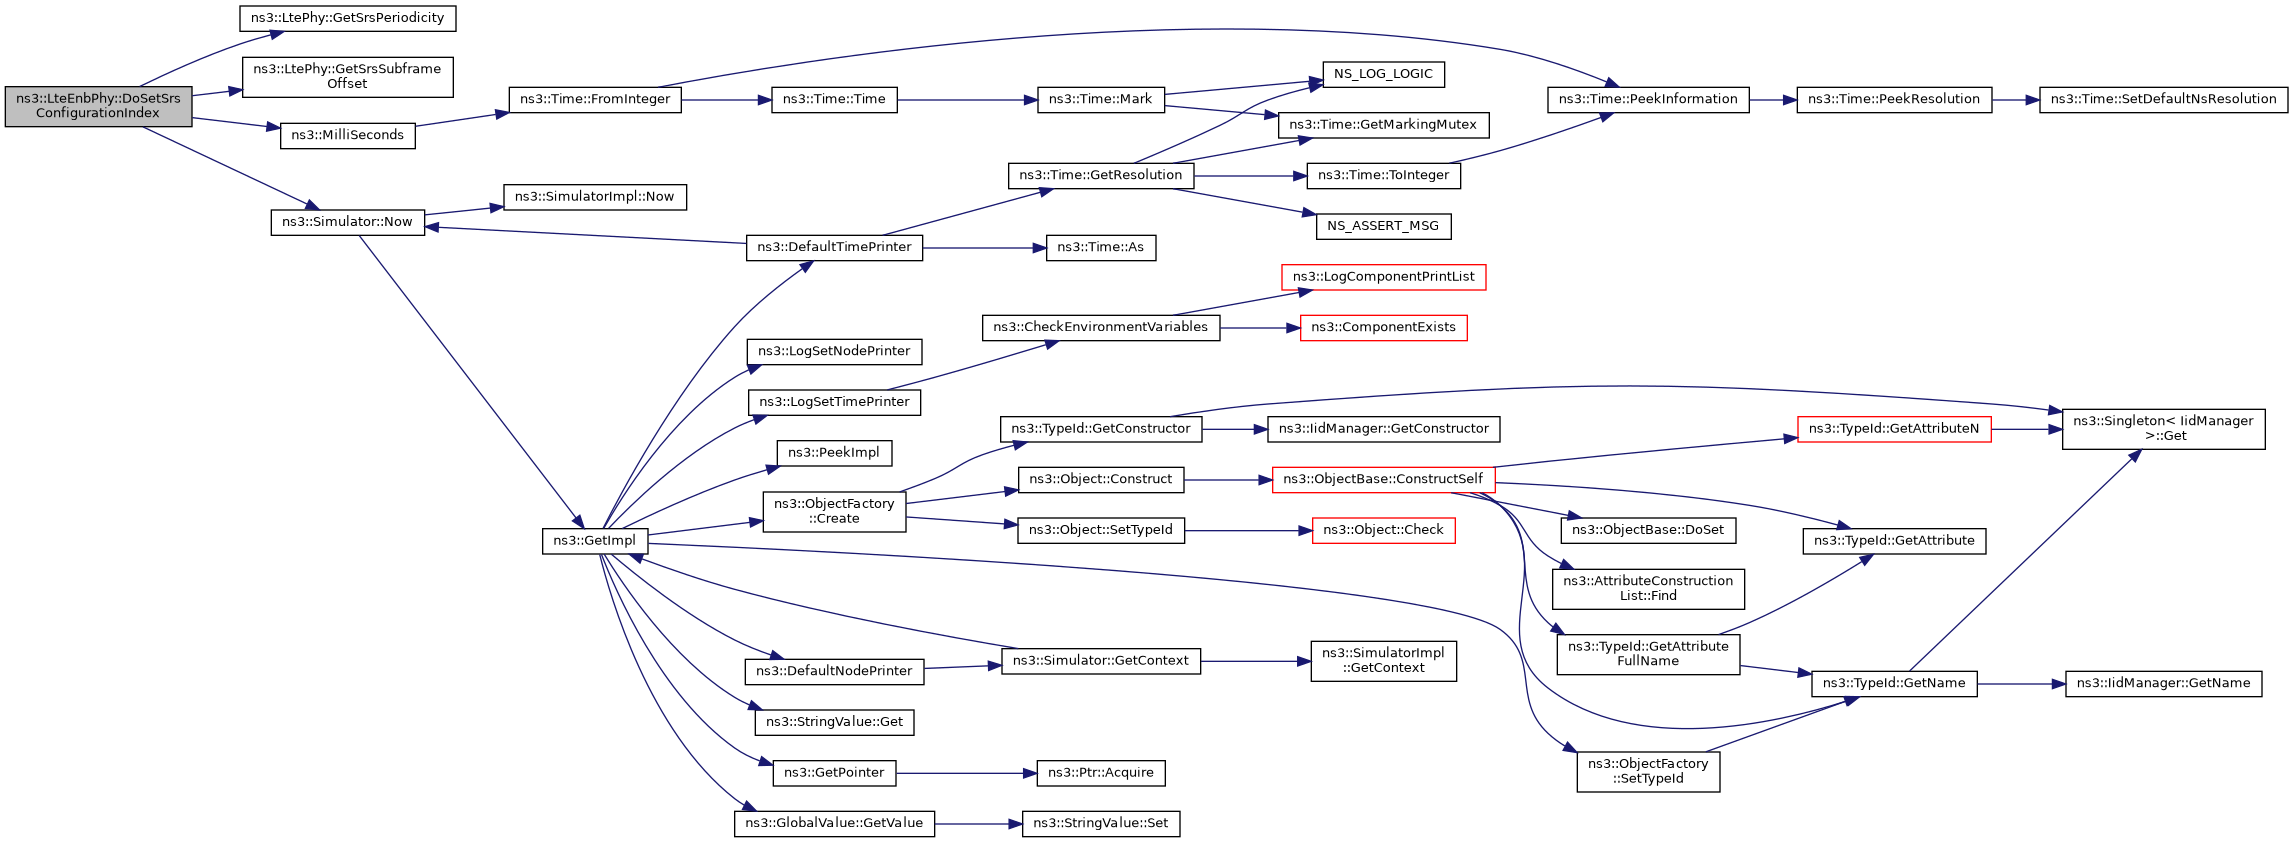 ns3::LtePhy::GetSrsPeriodicity
ns3::LtePhy::GetSrsSubframe
Offset
ns3::LteEnbPhy::DoSetSrs
ConfigurationIndex
ns3::MilliSeconds
ns3::Simulator::Now
ns3::SimulatorImpl::Now
ns3::Time::FromInteger
ns3::Time::Time
ns3::Time::Mark
NS_LOG_LOGIC
ns3::Time::GetMarkingMutex
ns3::Time::PeekInformation
ns3::Time::PeekResolution
ns3::Time::SetDefaultNsResolution
ns3::Time::GetResolution
ns3::Time::ToInteger
NS_ASSERT_MSG
ns3::DefaultTimePrinter
ns3::Time::As
ns3::LogComponentPrintList
ns3::CheckEnvironmentVariables
ns3::ComponentExists
ns3::LogSetNodePrinter
ns3::LogSetTimePrinter
ns3::PeekImpl
ns3::TypeId::GetConstructor
ns3::IidManager::GetConstructor
ns3::TypeId::GetAttributeN
ns3::Singleton< IidManager
>::Get
ns3::ObjectFactory
::Create
ns3::Object::Construct
ns3::ObjectBase::ConstructSelf
ns3::Object::SetTypeId
ns3::Object::Check
ns3::ObjectBase::DoSet
ns3::TypeId::GetAttribute
ns3::GetImpl
ns3::AttributeConstruction
List::Find
ns3::TypeId::GetAttribute
FullName
ns3::TypeId::GetName
ns3::IidManager::GetName
ns3::DefaultNodePrinter
ns3::Simulator::GetContext
ns3::SimulatorImpl
::GetContext
ns3::StringValue::Get
ns3::GetPointer
ns3::Ptr::Acquire
ns3::ObjectFactory
::SetTypeId
ns3::GlobalValue::GetValue
ns3::StringValue::Set